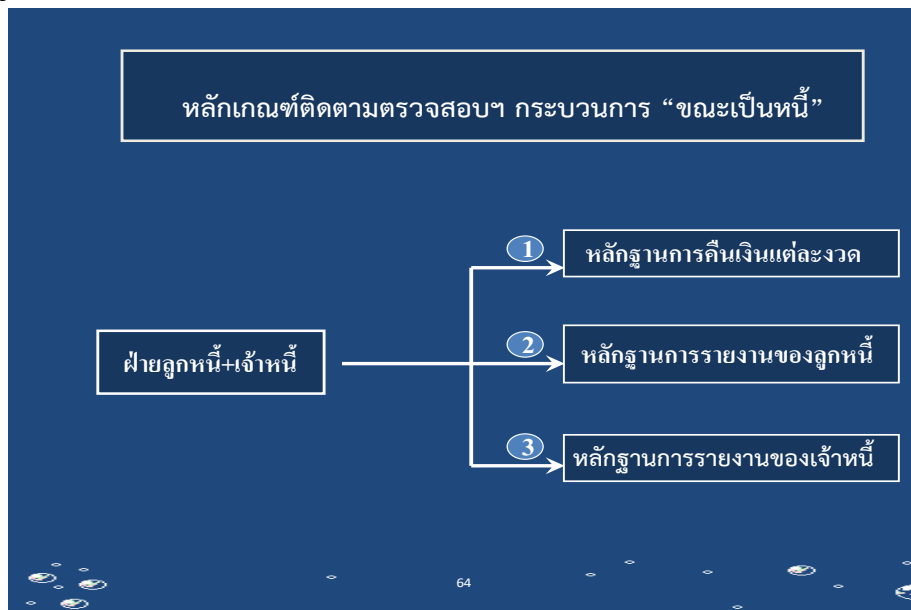 หลักเกณฑ์ติดตามตรวจสอบฯ กระบวนการ “ขณะเป็นหนี้”
1
หลักฐานการคืนเงินแต่ละงวด
ฝ่ายลูกหนี้+เจ้าหนี้
2
หลักฐานการรายงานของลูกหนี้
3
หลักฐานการรายงานของเจ้าหนี้
64